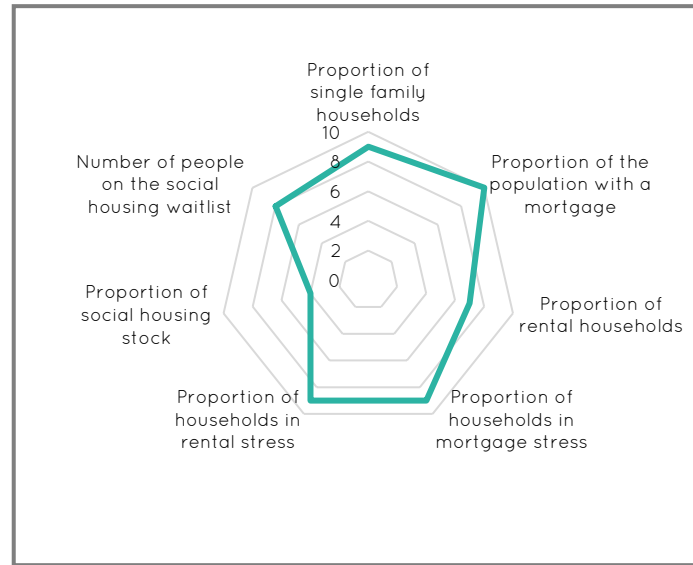 Proportion of
single family
households
10
8
6
4
2
0
Proportion of the
population with a
mortgage
Proportion of
rental households
Proportion of
households in
mortgage stress
Proportion of
households in
rental stress
Proportion of
social housing
stock
Number of people
on the social
housing waitlist